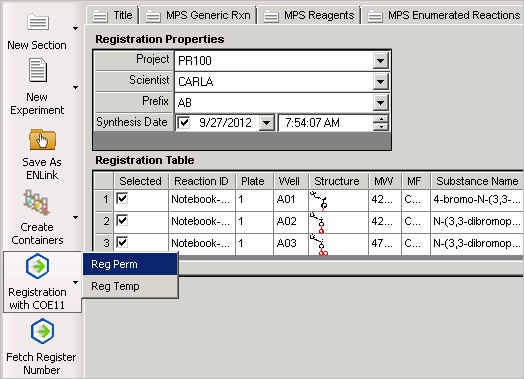 Title
MPS Generic Rxn
MPS Reagents
MPS Enumerated Reactions
New Section
New
Experiment
Save As
ENLink
Create
Containers
Registration
with COE11
Fetch Register
Number
Reg Perm
Reg Temp
Registration Properties
Project PR100
Scientist CARLA
Prefix AB
Synthesis Date 9/27/2012 7:54:07 AM
Registration Table
Selected Reaction ID Plate Well Structure MW MF Substance Name
1 Notebook-... 1 A01 42... C... 4-bromo-N-(3,3-...
2 Notebook-... 1 A02 42... C... N-(3,3-dibromop...
3 Notebook-... 1 A03 47... C... N-(3,3-dibromop...